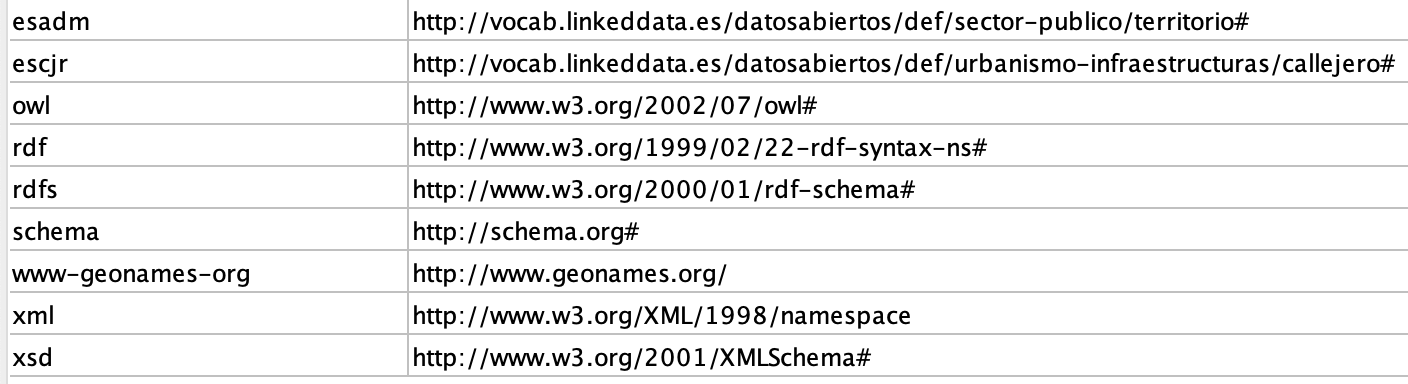 esadm http://vocab.linkeddata.es/datosabiertos/def/sector-publico/territorio#
escjr http://vocab.linkeddata.es/datosabiertos/def/urbanismo-infraestructuras/callejero#
owl http://www.w3.org/2002/07/owl#
rdf http://www.w3.org/1999/02/22-rdf-syntax-ns#
rdfs http://www.w3.org/2000/01/rdf-schema#
schema http://schema.org#
www-geonames-org http://www.geonames.org/
xml http://www.w3.org/XML/1998/namespace
xsd http://www.w3.org/2001/XMLSchema#